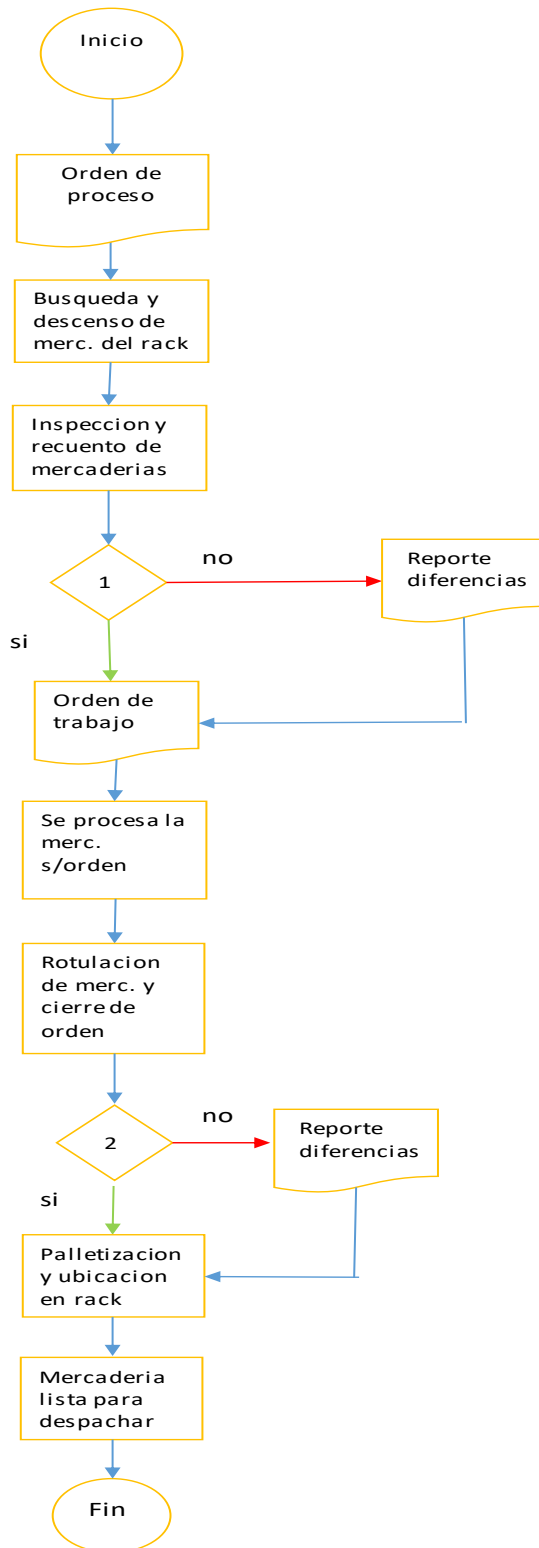 Inicio
Orden de
proceso
Busqueda y
descenso de
merc. del rack
Inspeccion y
recuento de
mercaderias
1
no
Reporte
diferencias
si
Orden de
trabajo
Se procesa la
merc.
s/orden
Rotulacion
de merc. y
cierre de
orden
2
no
Reporte
diferencias
si
Palletizacion
y ubicacion
en rack
Mercaderia
lista para
despachar
Fin